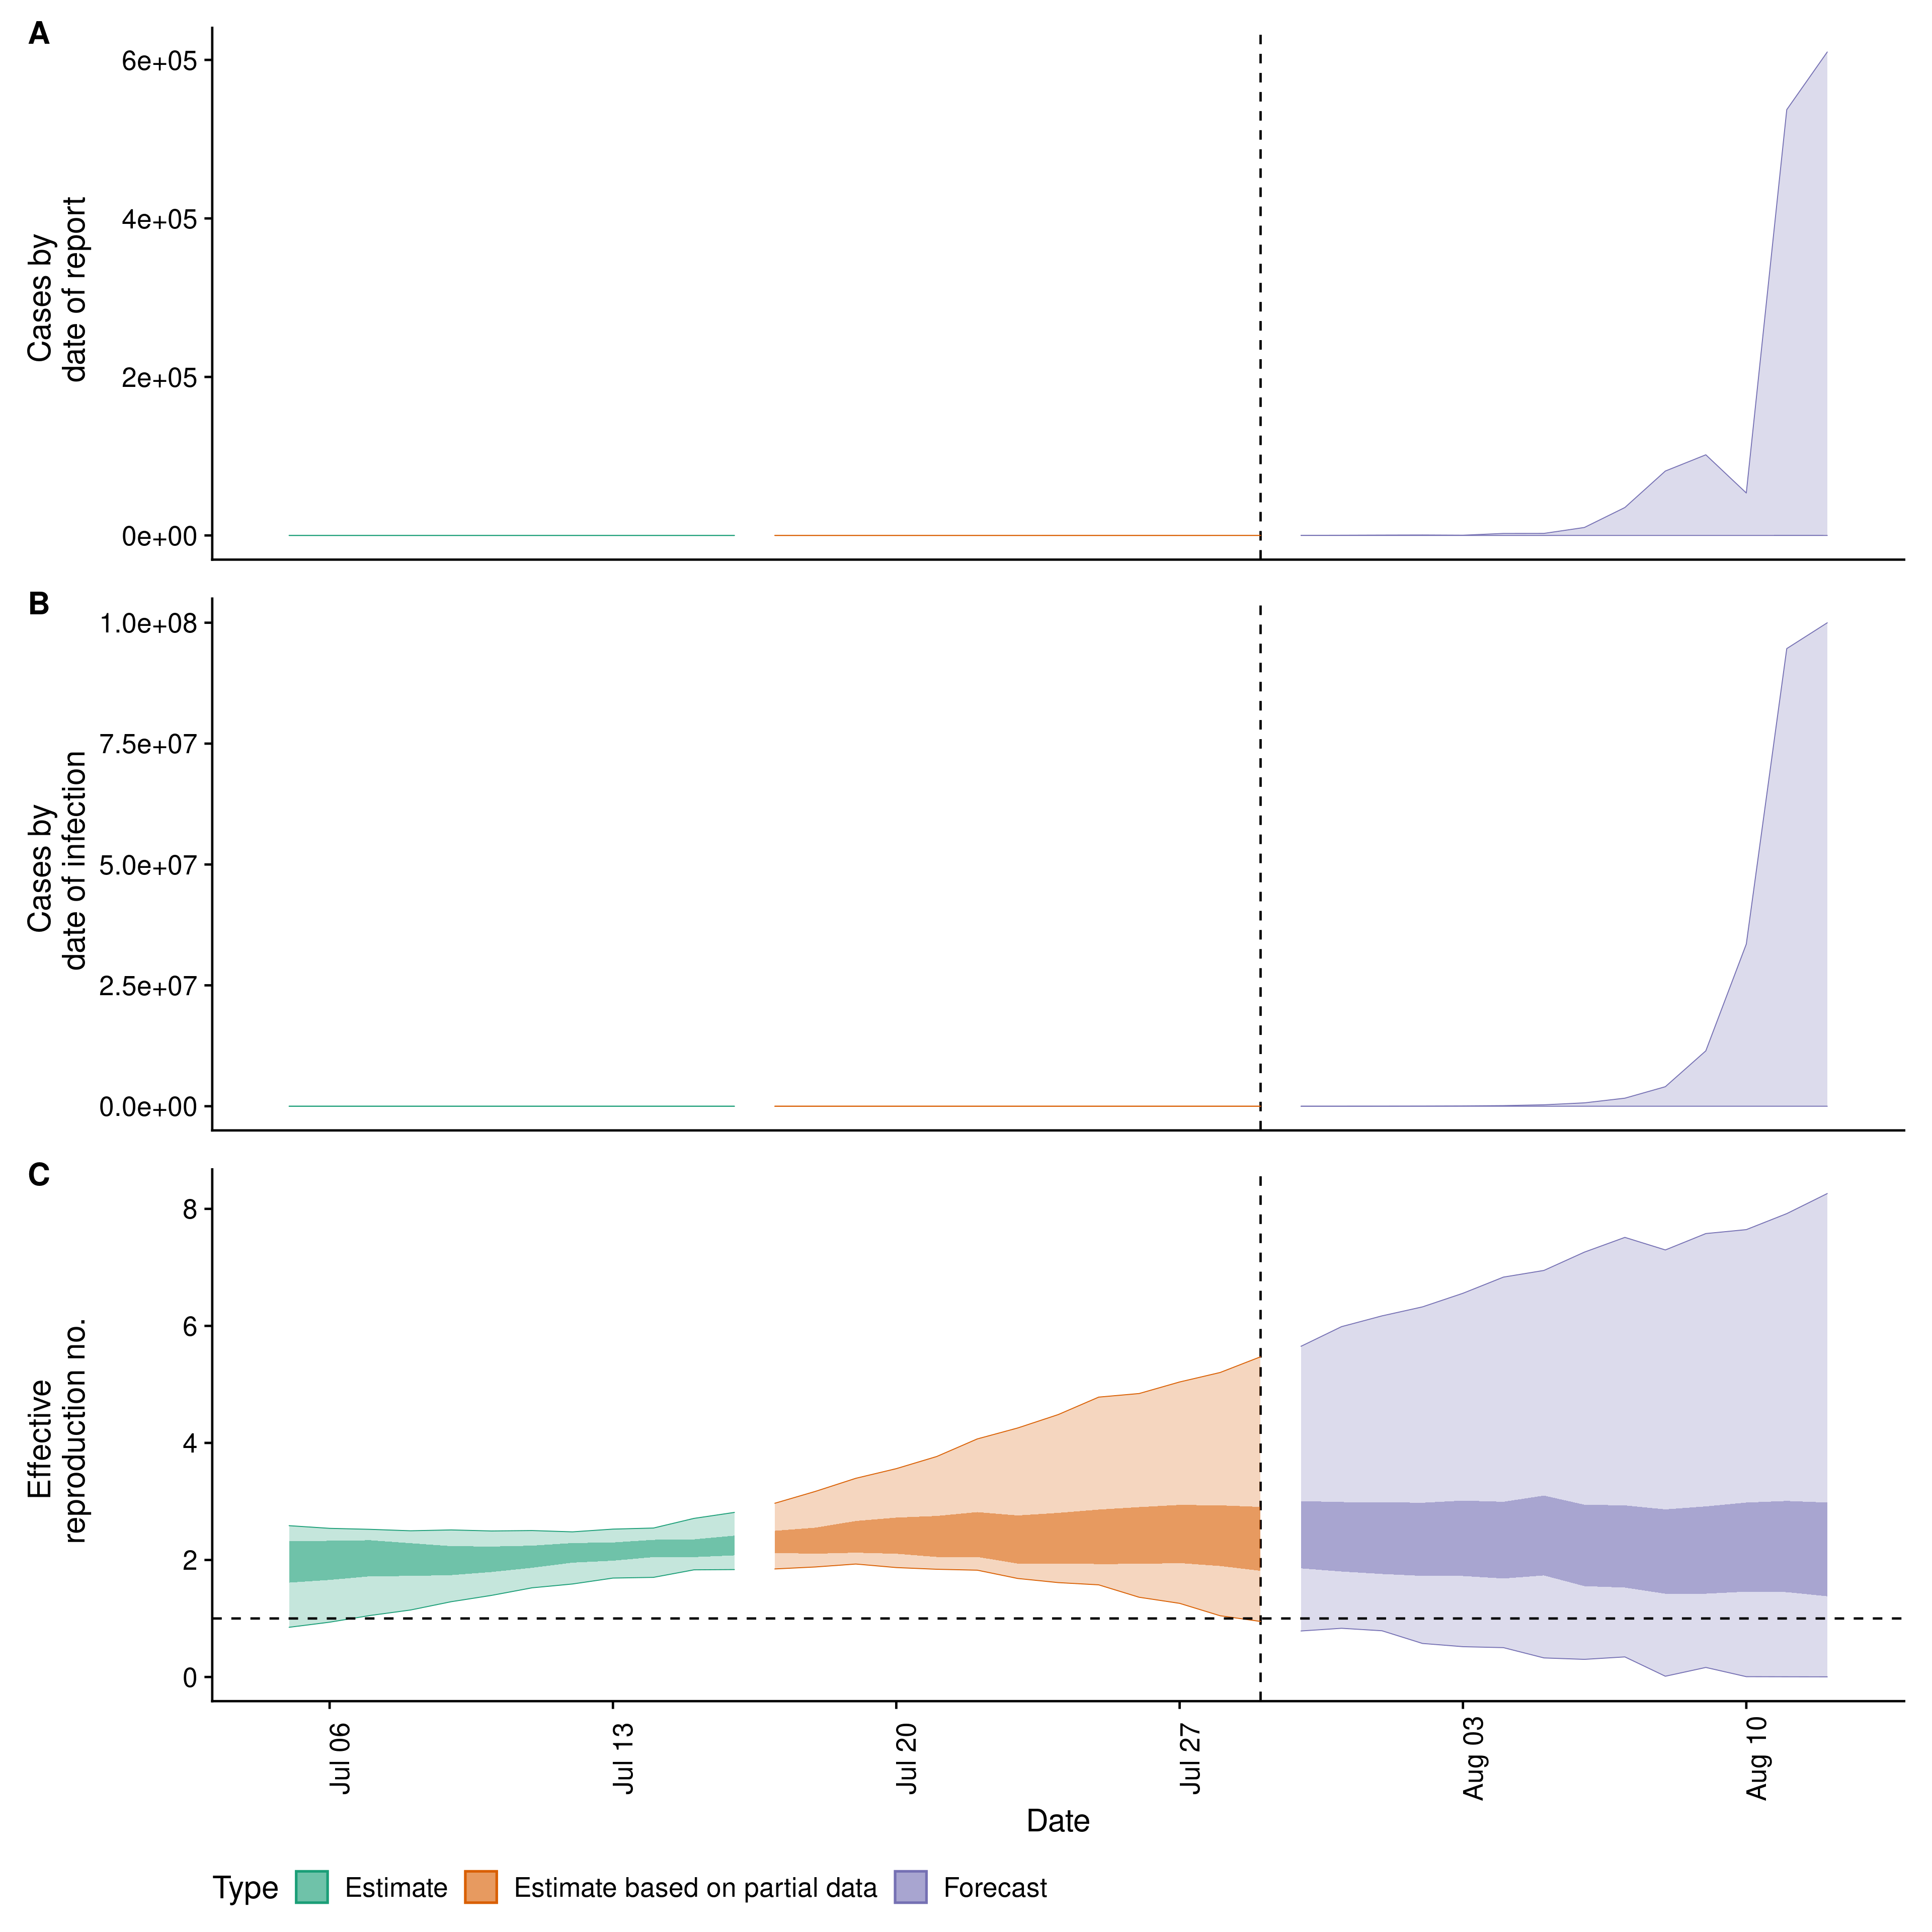 A
6e+05
4e+05
2e+05
0e+00
Cases by
date of report
B
1.0e+08
7.5e+07
5.0e+07
2.5e+07
0.0e+00
Cases by
date of infection
C
8
6
4
2
0
Effective
reproduction no.
Jul 06
Jul 13
Jul 20
Jul 27
Aug 03
Aug 10
Date
Type Estimate Estimate based on partial data Forecast